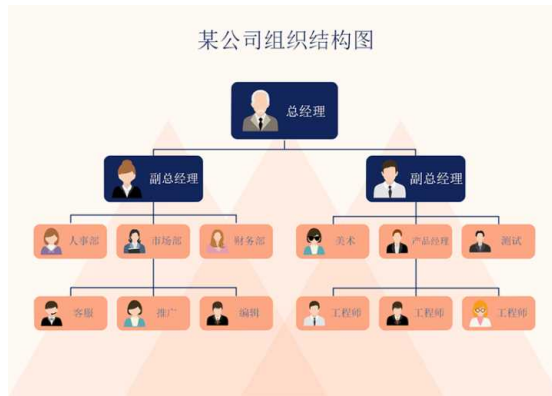 某公司组织结构图
总经理
副总经理
副总经理
人事部
市场部
财务部
美术
产品经理
测试
客服
推广
编辑
工程师
工程师
工程师